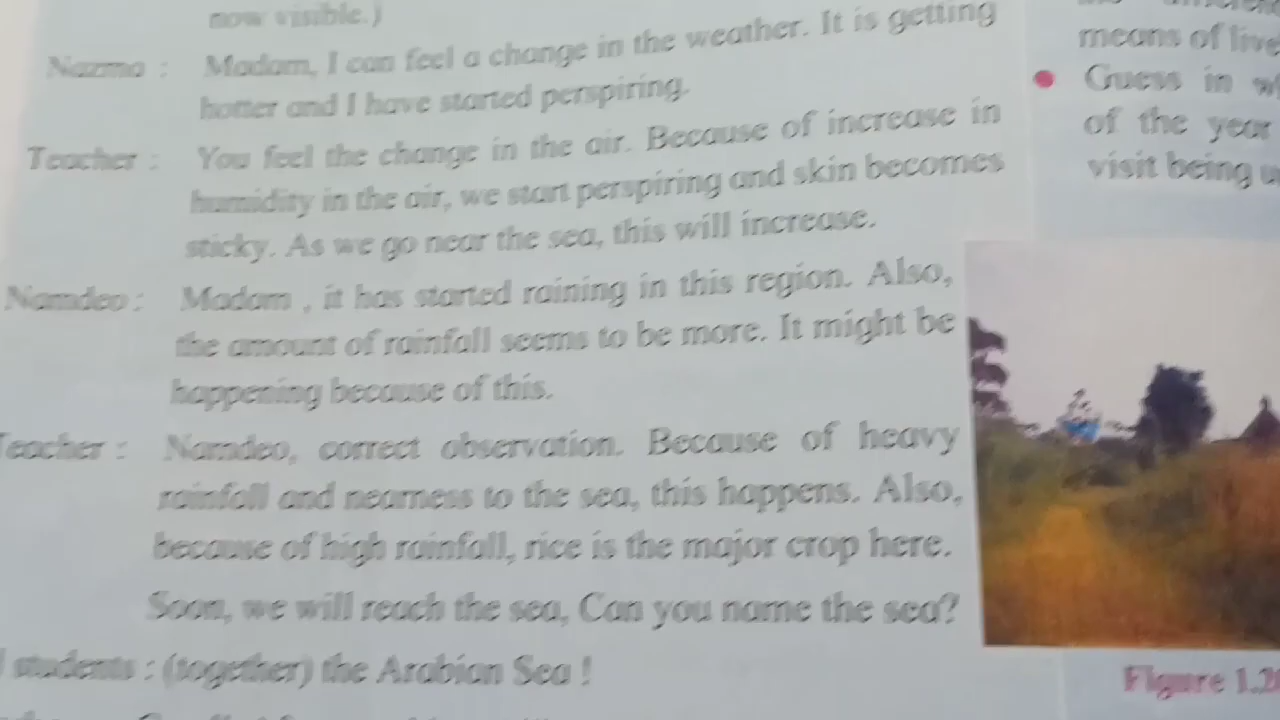 now visible.)
Nazma : Madam, I can feel a change in the weather. It is getting
hotter and I have started perspiring.
Teacher : You feel the change in the air. Because of increase in
humidity in the air, we start perspiring and skin becomes
sticky. As we go near the sea, this will increase.
Namdeo : Madam , it has started raining in this region. Also,
the amount of rainfall seems to be more. It might be
happening because of this.
Teacher : Namdeo, correct observation. Because of heavy
rainfall and nearness to the sea, this happens. Also,
because of high rainfall, rice is the major crop here.
Soon, we will reach the sea, Can you name the sea?
students : (together) the Arabian Sea !
means of live
Guess in
of the year
visit being
Figure 1.2